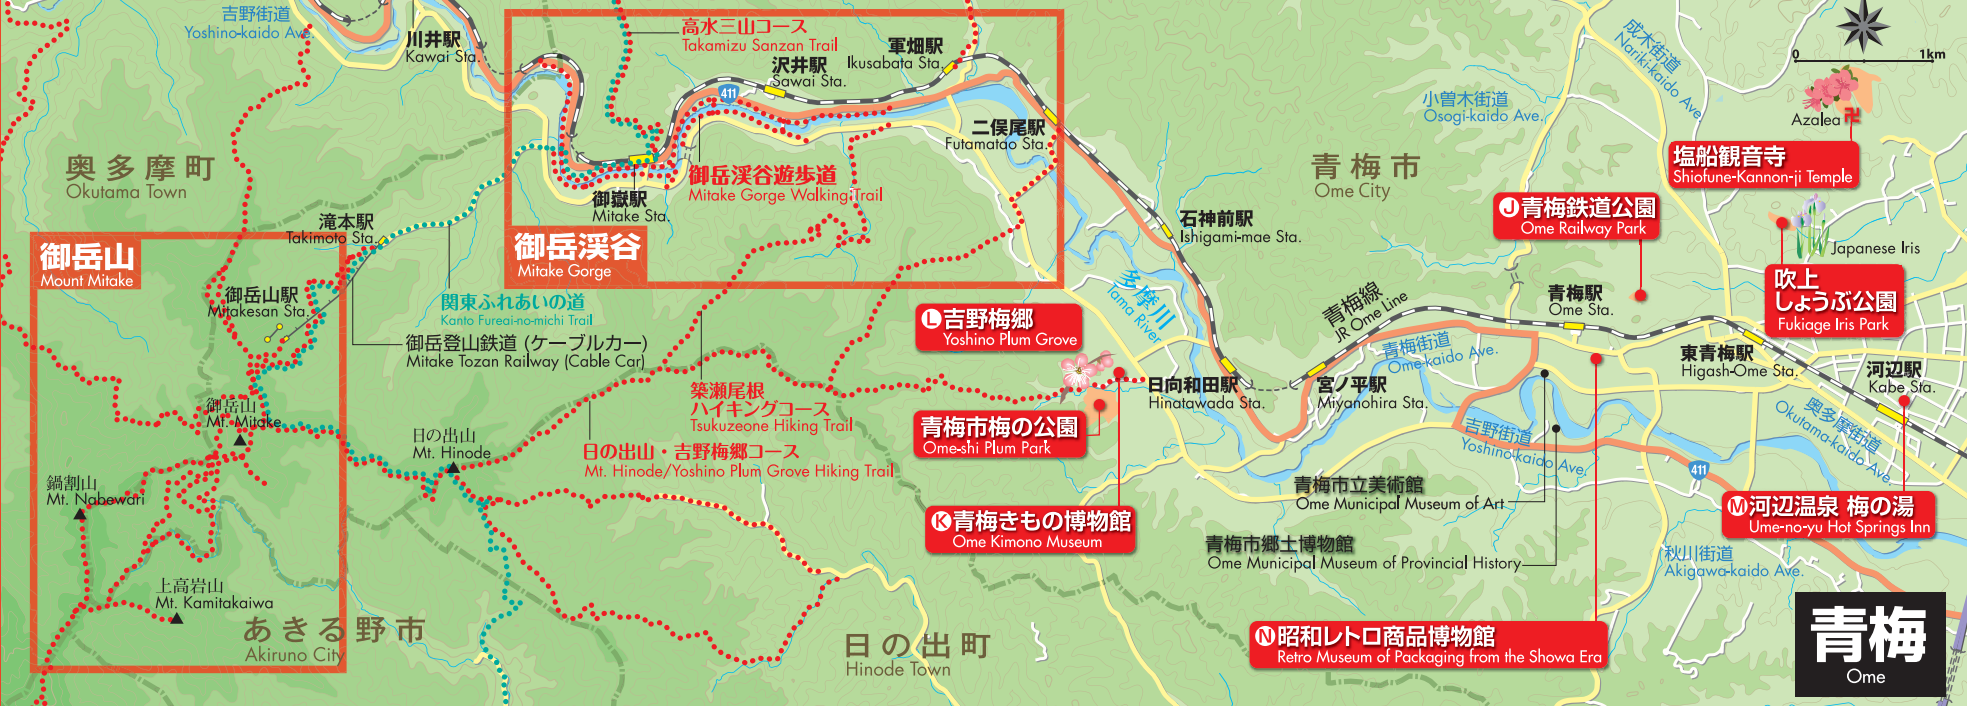 吉野街道
Yoshino-kaido Ave.
川井駅
Kawai Sta.
高水三山コース
Takamizu Sanzan Trail
軍畑駅
Ikusabata Sta.
沢井駅
Sawai Sta.
411
二俣尾駅
Futamatao Sta.
御岳渓谷遊歩道
Mitake Gorge Walking Trail
御嶽駅
Mitake Sta.
御岳渓谷
Mitake Gorge
奥多摩町
Okutama Town
滝本駅
Takimoto Sta.
御岳山
Mount Mitake
御岳山駅
Mitakesan Sta.
関東ふれあいの道
Kanto Fureai-no-michi Trail
御岳登山鉄道 (ケーブルカー)
Mitake Tozan Railway (Cable Car)
御岳山
Mt. Mitake
日の出山
Mt. Hinode
鍋割山
Mt. Nabewari
上高岩山
Mt. Kamitakaiwa
あきる野市
Akiruno City
築瀬尾根
ハイキングコース
Tsukuzeone Hiking Trail
日の出山・吉野梅郷コース
Mt. Hinode/Yoshino Plum Grove Hiking Trail
日の出町
Hinode Town
L 吉野梅郷
Yoshino Plum Grove
青梅市梅の公園
Ome-shi Plum Park
K 青梅きもの博物館
Ome Kimono Museum
多摩川
Tama River
石神前駅
Ishigami-mae Sta.
日向和田駅
Hinatawada Sta.
宮ノ平駅
Miyanohira Sta.
青梅線
JR Ome Line
青梅市
Ome City
小曽木街道
Osogi-kaido Ave.
成木街道
Nariki-kaido Ave.
0
1km
Azalea
卍
塩船観音寺
Shiofune-Kannon-ji Temple
J 青梅鉄道公園
Ome Railway Park
Japanese Iris
吹上
しょうぶ公園
Fukiage Iris Park
青梅駅
Ome Sta.
青梅街道
Ome-kaido Ave.
東青梅駅
Higash-Ome Sta.
河辺駅
Kabe Sta.
奥多摩街道
Okutama-kaido Ave.
吉野街道
Yoshino-kaido Ave.
411
青梅市立美術館
Ome Municipal Museum of Art
青梅市郷土博物館
Ome Municipal Museum of Provincial History
M 河辺温泉 梅の湯
Ume-no-yu Hot Springs Inn
秋川街道
Akigawa-kaido Ave.
N 昭和レトロ商品博物館
Retro Museum of Packaging from the Showa Era
青梅
Ome